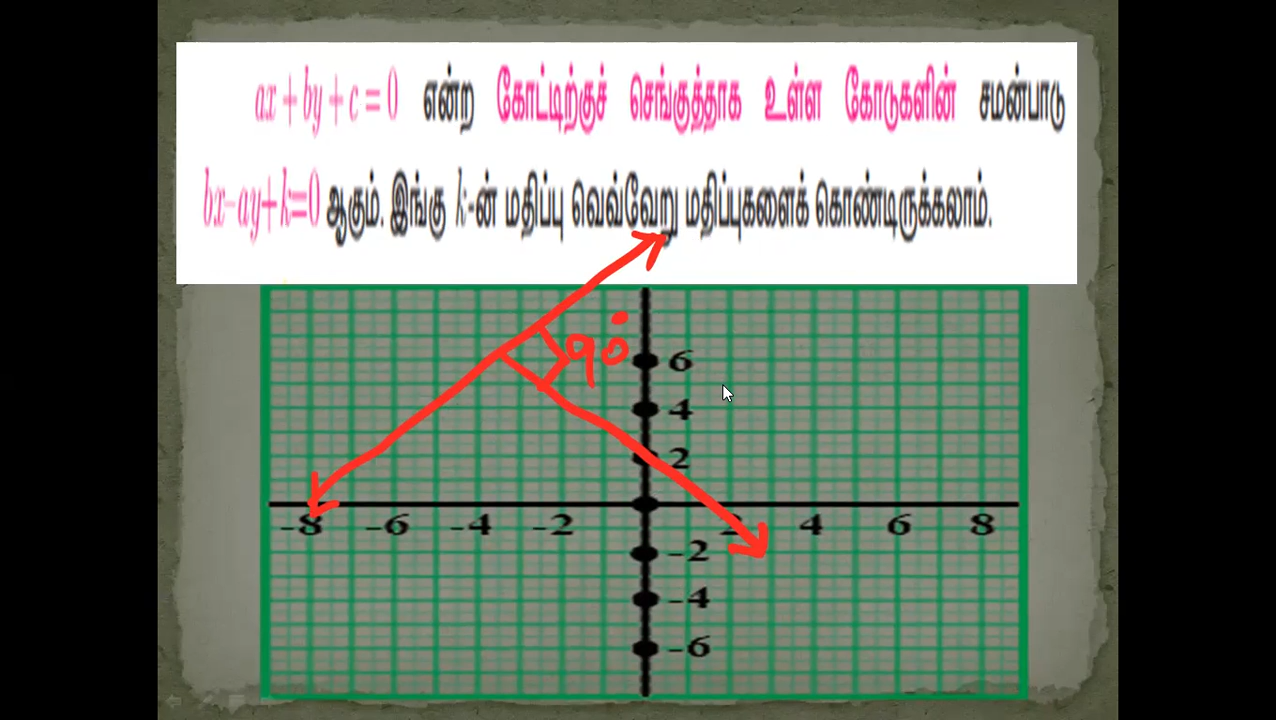 ax + by + c = 0 என்ற கோட்டிற்குச் செங்குத்தாக உள்ள கோடுகளின் சமன்பாடு
bx–ay+k=0 ஆகும். இங்கு k-ன் மதிப்பு வெவ்வேறு மதிப்புகளைக் கொண்டிருக்கலாம்.
90°
6
4
2
-8 -6 -4 -2 2 4 6 8
-2
-4
-6